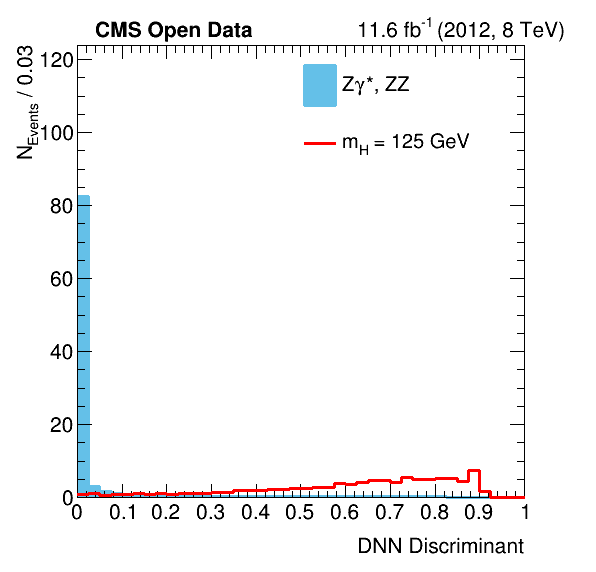 CMS Open Data 11.6 fb-1 (2012, 8 TeV)
NEvents / 0.03
120
100
80
60
40
20
0
Zγ*, ZZ
mH = 125 GeV
0 0.1 0.2 0.3 0.4 0.5 0.6 0.7 0.8 0.9 1
DNN Discriminant